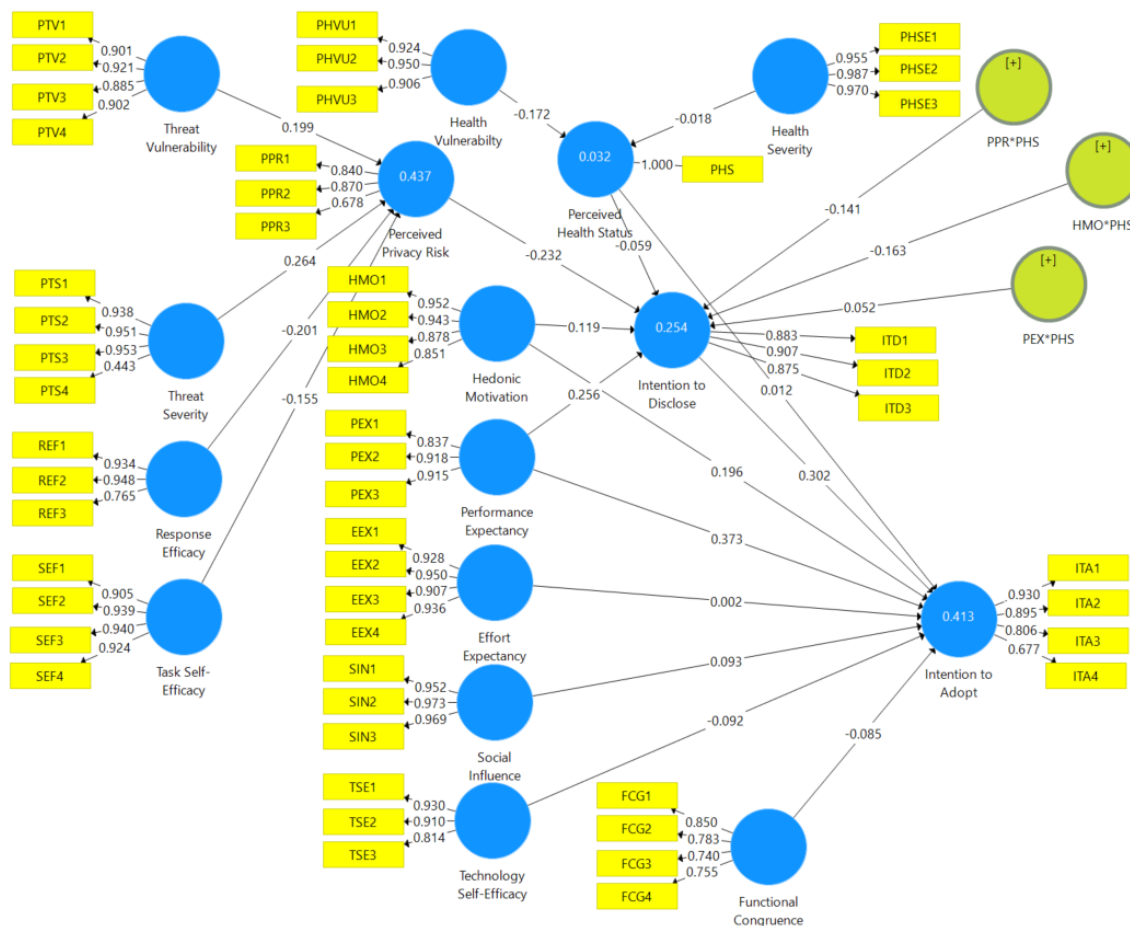 PTV1
PTV2
PTV3
PTV4
0.901
0.921
0.885
0.902
Threat
Vulnerability
PHVU1
PHVU2
PHVU3
0.924
0.950
0.906
Health
Vulnerability
PHSE1
PHSE2
PHSE3
0.955
0.987
0.970
Health
Severity
[+]
PPR*PHS
[+]
HMO*PHS
[+]
PEX*PHS
0.199
-0.172
-0.018
PPR1
PPR2
PPR3
0.840
0.870
0.678
0.437
Perceived
Privacy Risk
0.032
1.000
PHS
Perceived
Health Status
-0.141
-0.163
0.052
-0.059
-0.232
0.264
-0.201
-0.155
PTS1
PTS2
PTS3
PTS4
0.938
0.951
0.953
0.443
Threat
Severity
HMO1
HMO2
HMO3
HMO4
0.952
0.943
0.878
0.851
Hedonic
Motivation
0.119
0.254
Intention to
Disclose
0.883
0.907
0.875
ITD1
ITD2
ITD3
0.012
0.256
0.196
0.302
REF1
REF2
REF3
0.934
0.948
0.765
Response
Efficacy
PEX1
PEX2
PEX3
0.837
0.918
0.915
Performance
Expectancy
0.373
SEF1
SEF2
SEF3
SEF4
0.905
0.939
0.940
0.924
Task Self-
Efficacy
EEX1
EEX2
EEX3
EEX4
0.928
0.950
0.907
0.936
Effort
Expectancy
0.002
0.413
Intention to
Adopt
0.930
0.895
0.806
0.677
ITA1
ITA2
ITA3
ITA4
SIN1
SIN2
SIN3
0.952
0.973
0.969
Social
Influence
0.093
-0.092
-0.085
TSE1
TSE2
TSE3
0.930
0.910
0.814
Technology
Self-Efficacy
FCG1
FCG2
FCG3
FCG4
0.850
0.783
0.740
0.755
Functional
Congruence